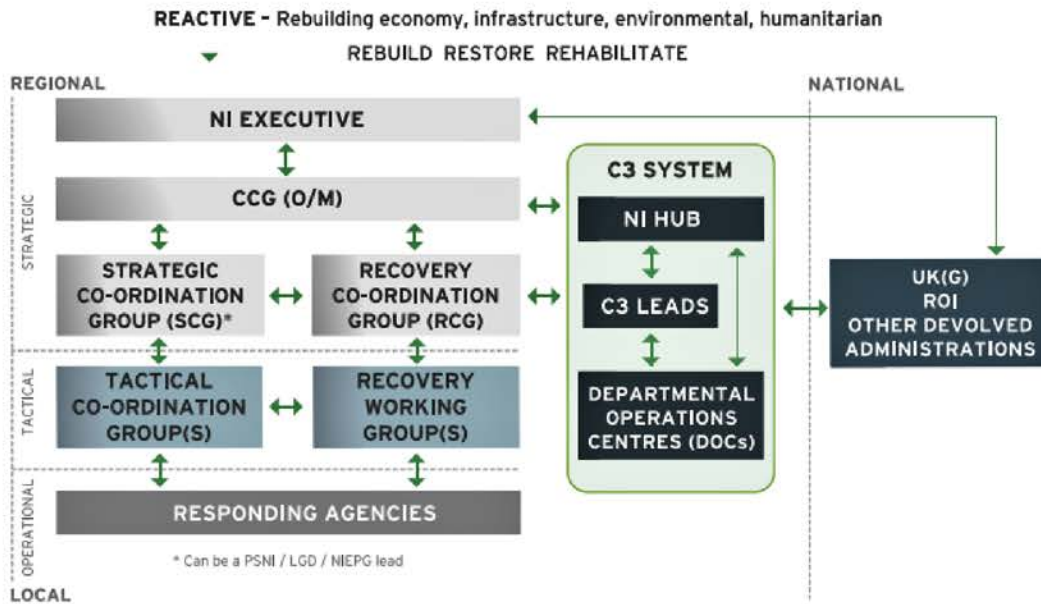 REACTIVE – Rebuilding economy, infrastructure, environmental, humanitarian
REBUILD RESTORE REHABILITATE
REGIONAL
NATIONAL
STRATEGIC
NI EXECUTIVE
CCG (O/M)
STRATEGIC
CO-ORDINATION
GROUP (SCG)*
RECOVERY
CO-ORDINATION
GROUP (RCG)
C3 SYSTEM
NI HUB
C3 LEADS
DEPARTMENTAL
OPERATIONS
CENTRES (DOCs)
UK(G)
ROI
OTHER DEVOLVED
ADMINISTRATIONS
TACTICAL
TACTICAL
CO-ORDINATION
GROUP(S)
RECOVERY
WORKING
GROUP(S)
OPERATIONAL
RESPONDING AGENCIES
* Can be a PSNI / LGD / NIEPG lead
LOCAL